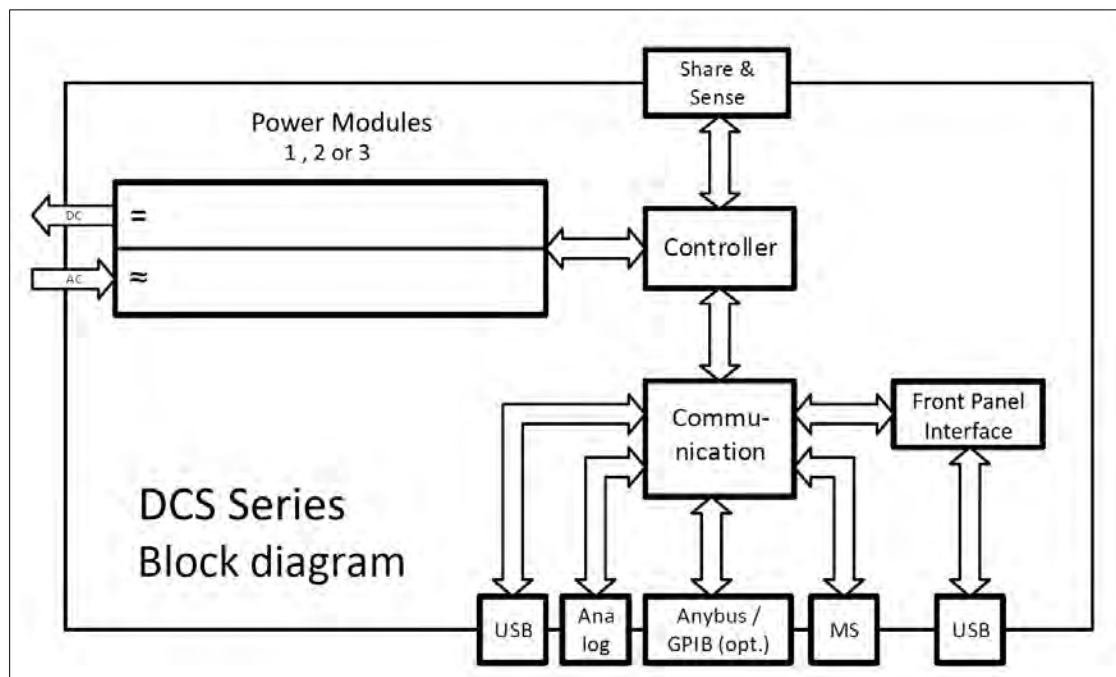 Share &
Sense
Power Modules
1 , 2 or 3
DC
=
Controller
AC
≈
Commu-
nication
Front Panel
Interface
DCS Series
Block diagram
USB
Ana
log
Anybus /
GPIB (opt.)
MS
USB